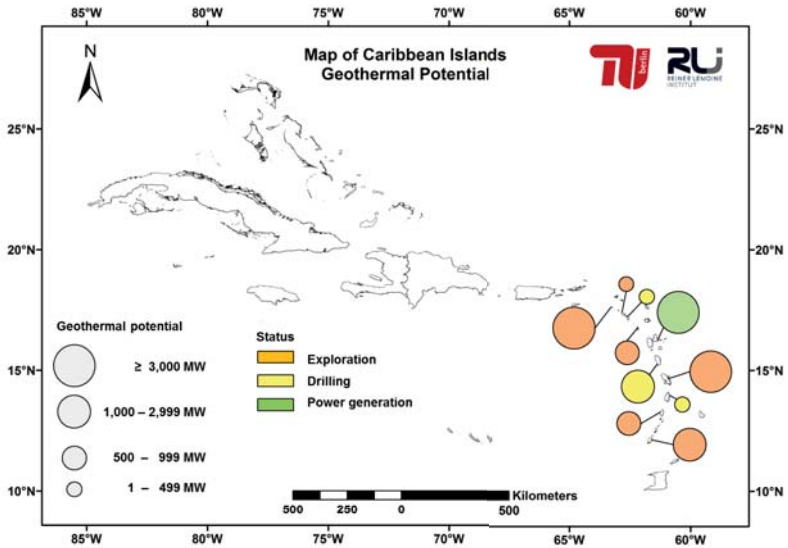 85°W 80°W 75°W 70°W 65°W 60°W
N
Map of Caribbean Islands
Geothermal Potential
TU berlin
RLI
REINER LEMOINE
INSTITUT
25°N 25°N
20°N 20°N
15°N 15°N
10°N 10°N
Geothermal potential
≥ 3,000 MW
1,000 – 2,999 MW
500 – 999 MW
1 – 499 MW
Status
Exploration
Drilling
Power generation
Kilometers
500 250 0 500
85°W 80°W 75°W 70°W 65°W 60°W